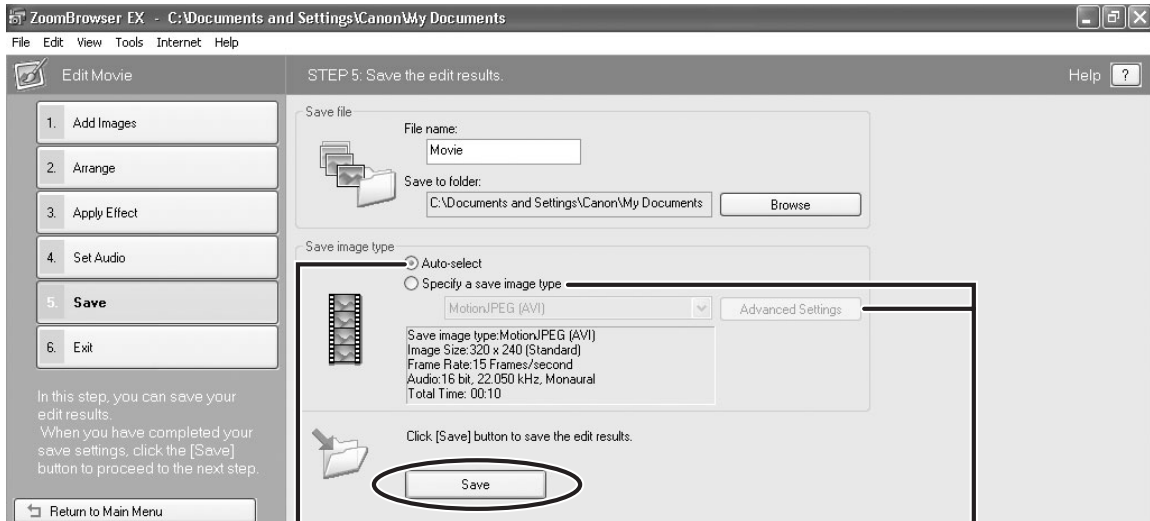 ZoomBrowser EX - C:\Documents and Settings\Canon\My Documents
File Edit View Tools Internet Help
Edit Movie
STEP 5: Save the edit results.
Help ?
1. Add Images
2. Arrange
3. Apply Effect
4. Set Audio
5. Save
6. Exit
In this step, you can save your
edit results.
When you have completed your
save settings, click the [Save]
button to proceed to the next step.
Return to Main Menu
Save file
File name:
Movie
Save to folder:
C:\Documents and Settings\Canon\My Documents
Browse
Save image type
Auto-select
Specify a save image type
MotionJPEG (AVI)
Advanced Settings
Save image type:MotionJPEG (AVI)
Image Size:320 x 240 (Standard)
Frame Rate:15 Frames/second
Audio:16 bit, 22.050 kHz, Monaural
Total Time: 00:10
Click [Save] button to save the edit results.
Save